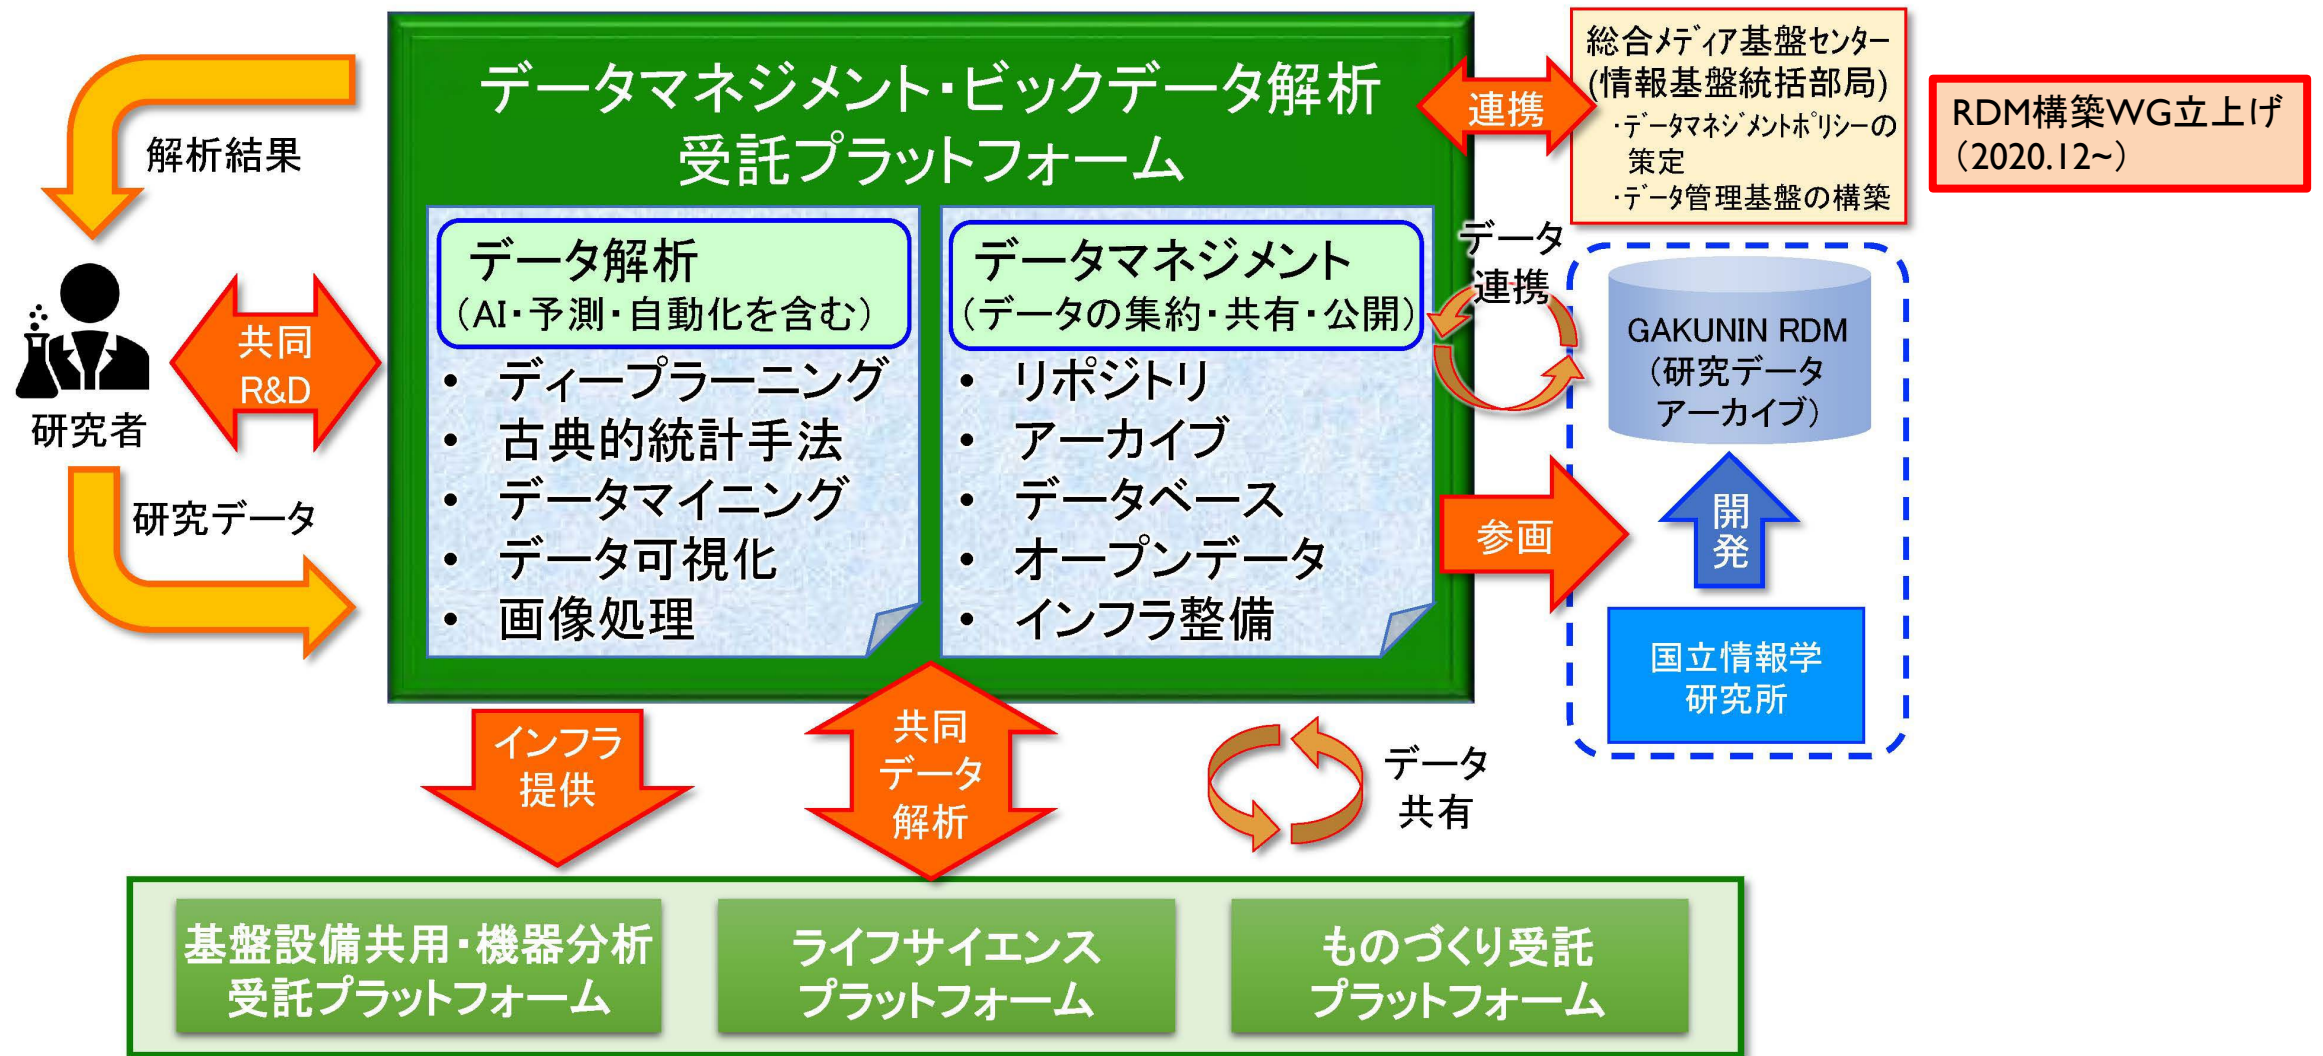 データマネジメント・ビックデータ解析
受託プラットフォーム
データ解析
(AI・予測・自動化を含む)
• ディープラーニング
• 古典的統計手法
• データマイニング
• データ可視化
• 画像処理
データマネジメント
(データの集約・共有・公開)
• リポジトリ
• アーカイブ
• データベース
• オープンデータ
• インフラ整備
解析結果
研究者
共同
R&D
研究データ
連携
総合メディア基盤センター
(情報基盤統括部局)
・データマネジメントポリシーの
策定
・データ管理基盤の構築
RDM構築WG立上げ
（2020.12~）
データ
連携
GAKUNIN RDM
(研究データ
アーカイブ)
参画
開
発
国立情報学
研究所
インフラ
提供
共同
データ
解析
データ
共有
基盤設備共用・機器分析
受託プラットフォーム
ライフサイエンス
プラットフォーム
ものづくり受託
プラットフォーム